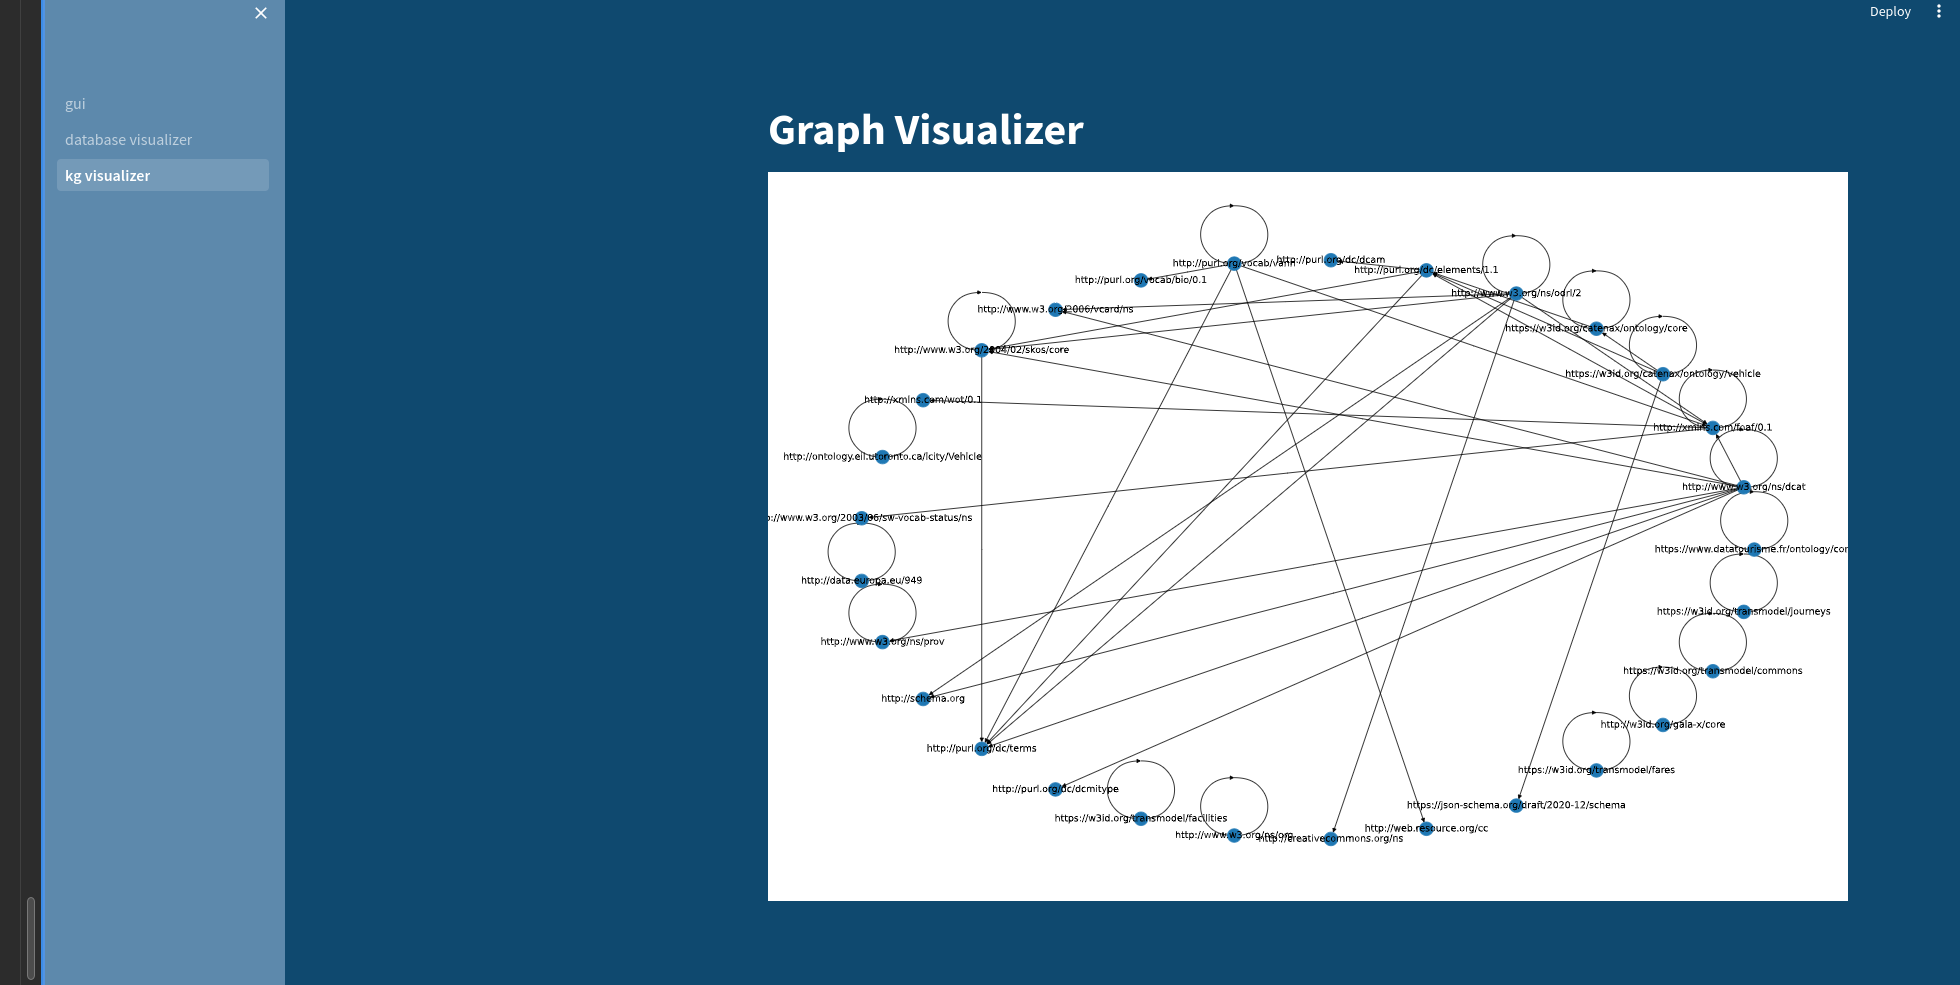 Deploy
gui
database visualizer
kg visualizer
Graph Visualizer
http://purl.org/vocab/vann
http://purl.org/dc/dcam
http://purl.org/dc/elements/1.1
http://purl.org/vocab/bio/0.1
http://www.w3.org/ns/odrl/2
http://www.w3.org/2006/vcard/ns
https://w3id.org/catenax/ontology/core
http://www.w3.org/2004/02/skos/core
https://w3id.org/catenax/ontology/vehicle
http://xmlns.com/wot/0.1
http://xmlns.com/foaf/0.1
http://ontology.eil.utoronto.ca/icity/Vehicle
http://www.w3.org/ns/dcat
://www.w3.org/2003/06/sw-vocab-status/ns
https://www.datatourisme.fr/ontology/cor
http://data.europa.eu/949
https://w3id.org/transmodel/journeys
http://www.w3.org/ns/prov
https://w3id.org/transmodel/commons
http://schema.org
http://w3id.org/gaia-x/core
http://purl.org/dc/terms
https://w3id.org/transmodel/fares
http://purl.org/dc/dcmitype
https://json-schema.org/draft/2020-12/schema
https://w3id.org/transmodel/facilities
http://web.resource.org/cc
http://www.w3.org/ns/org
http://creativecommons.org/ns